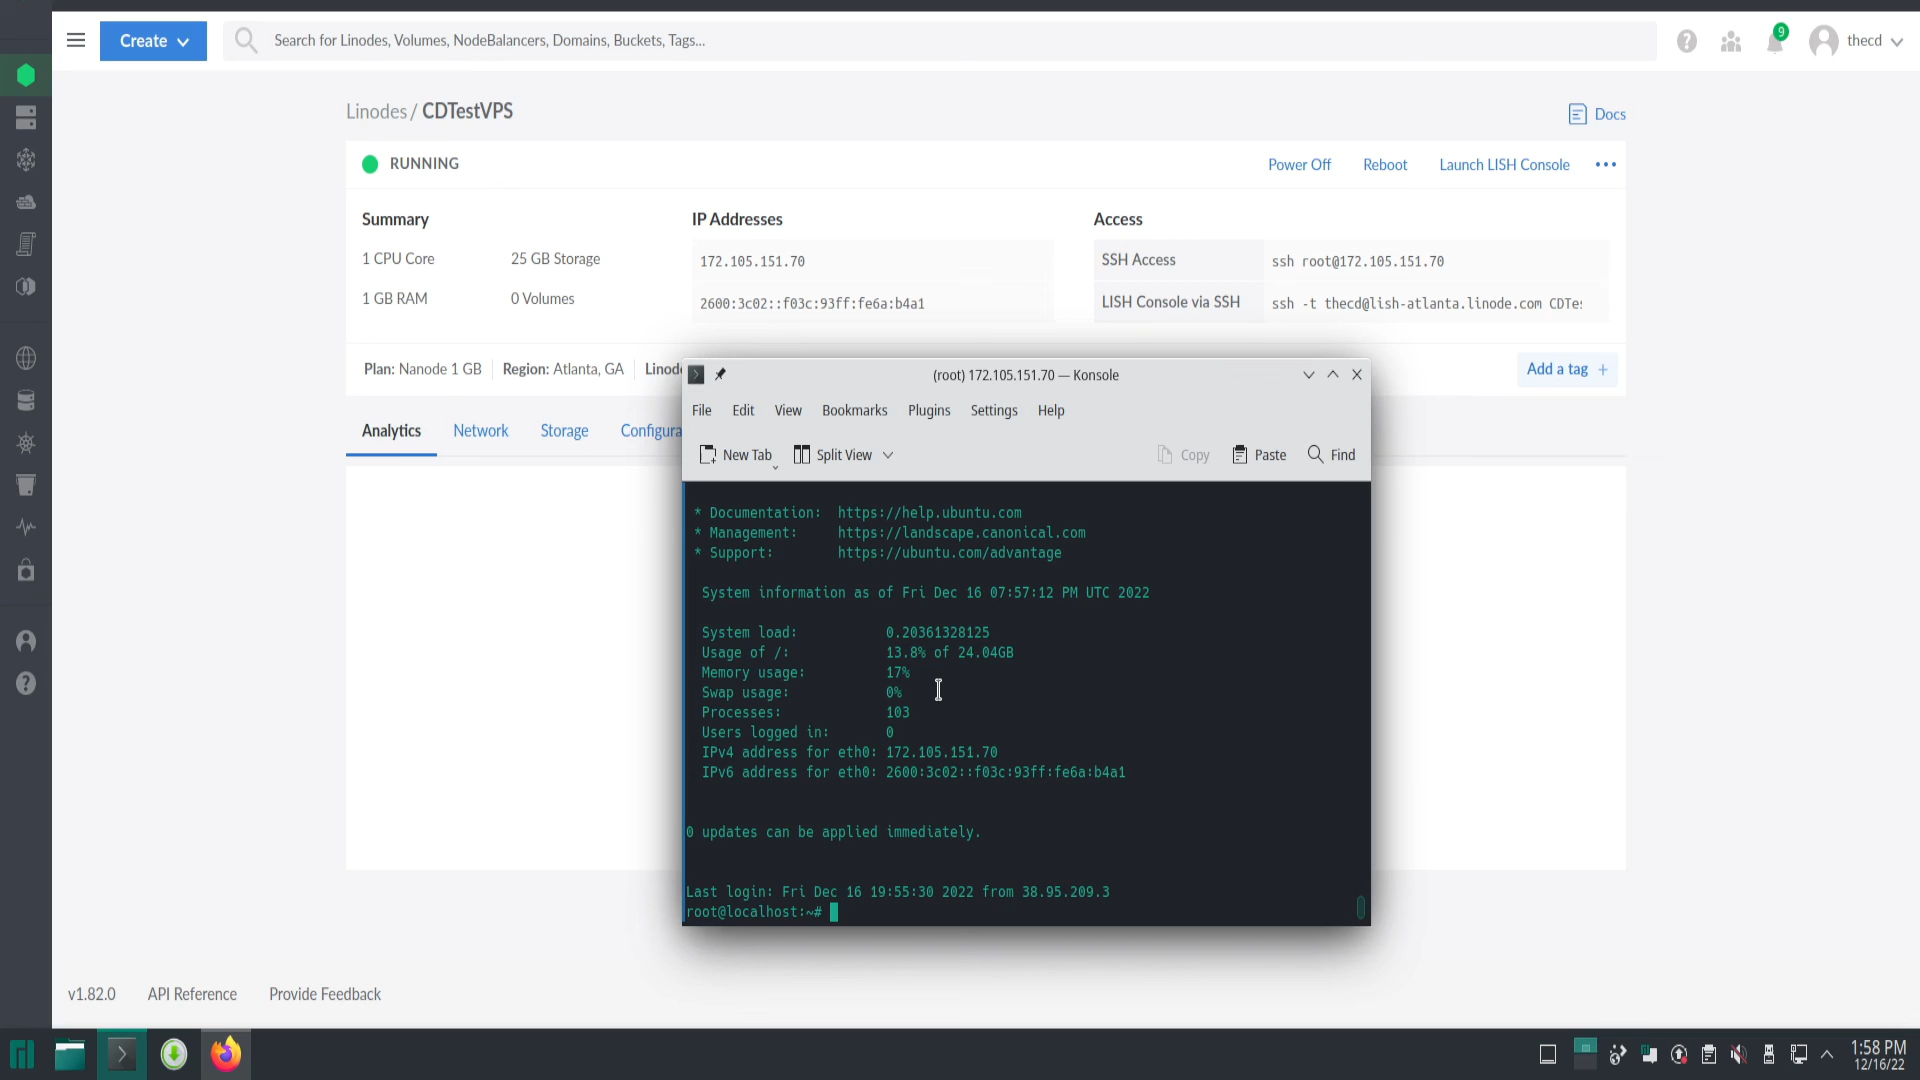 Create
Search for Linodes, Volumes, NodeBalancers, Domains, Buckets, Tags...
9
thecd
Linodes / CDTestVPS
Docs
RUNNING
Power Off
Reboot
Launch LISH Console
Summary
IP Addresses
Access
1 CPU Core
25 GB Storage
172.105.151.70
SSH Access
ssh root@172.105.151.70
1 GB RAM
0 Volumes
2600:3c02::f03c:93ff:fe6a:b4a1
LISH Console via SSH
ssh -t thecd@lish-atlanta.linode.com CDTes
Plan: Nanode 1 GB
Region: Atlanta, GA
Linode
Add a tag +
Analytics
Network
Storage
Configura
(root) 172.105.151.70 — Konsole
File Edit View Bookmarks Plugins Settings Help
New Tab
Split View
Copy
Paste
Find
* Documentation: https://help.ubuntu.com
* Management: https://landscape.canonical.com
* Support: https://ubuntu.com/advantage
System information as of Fri Dec 16 07:57:12 PM UTC 2022
System load: 0.20361328125
Usage of /: 13.8% of 24.04GB
Memory usage: 17%
Swap usage: 0%
Processes: 103
Users logged in: 0
IPv4 address for eth0: 172.105.151.70
IPv6 address for eth0: 2600:3c02::f03c:93ff:fe6a:b4a1
0 updates can be applied immediately.
Last login: Fri Dec 16 19:55:30 2022 from 38.95.209.3
root@localhost:~#
v1.82.0
API Reference
Provide Feedback
1:58 PM
12/16/22